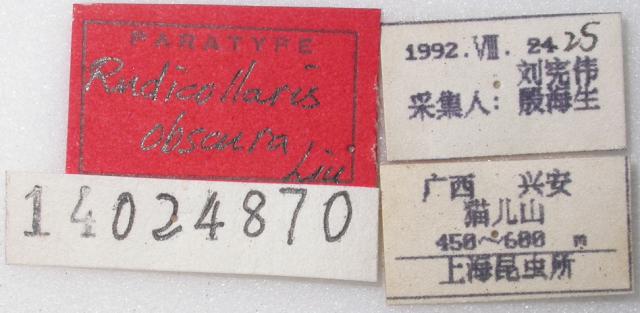 PARATYPE
Rudicollaris
obscura
Liu
14024870
1992.Ⅷ. 24 25
刘宪伟
采集人: 殷海生
广西 兴安
猫儿山
450~600 m
上海昆虫所